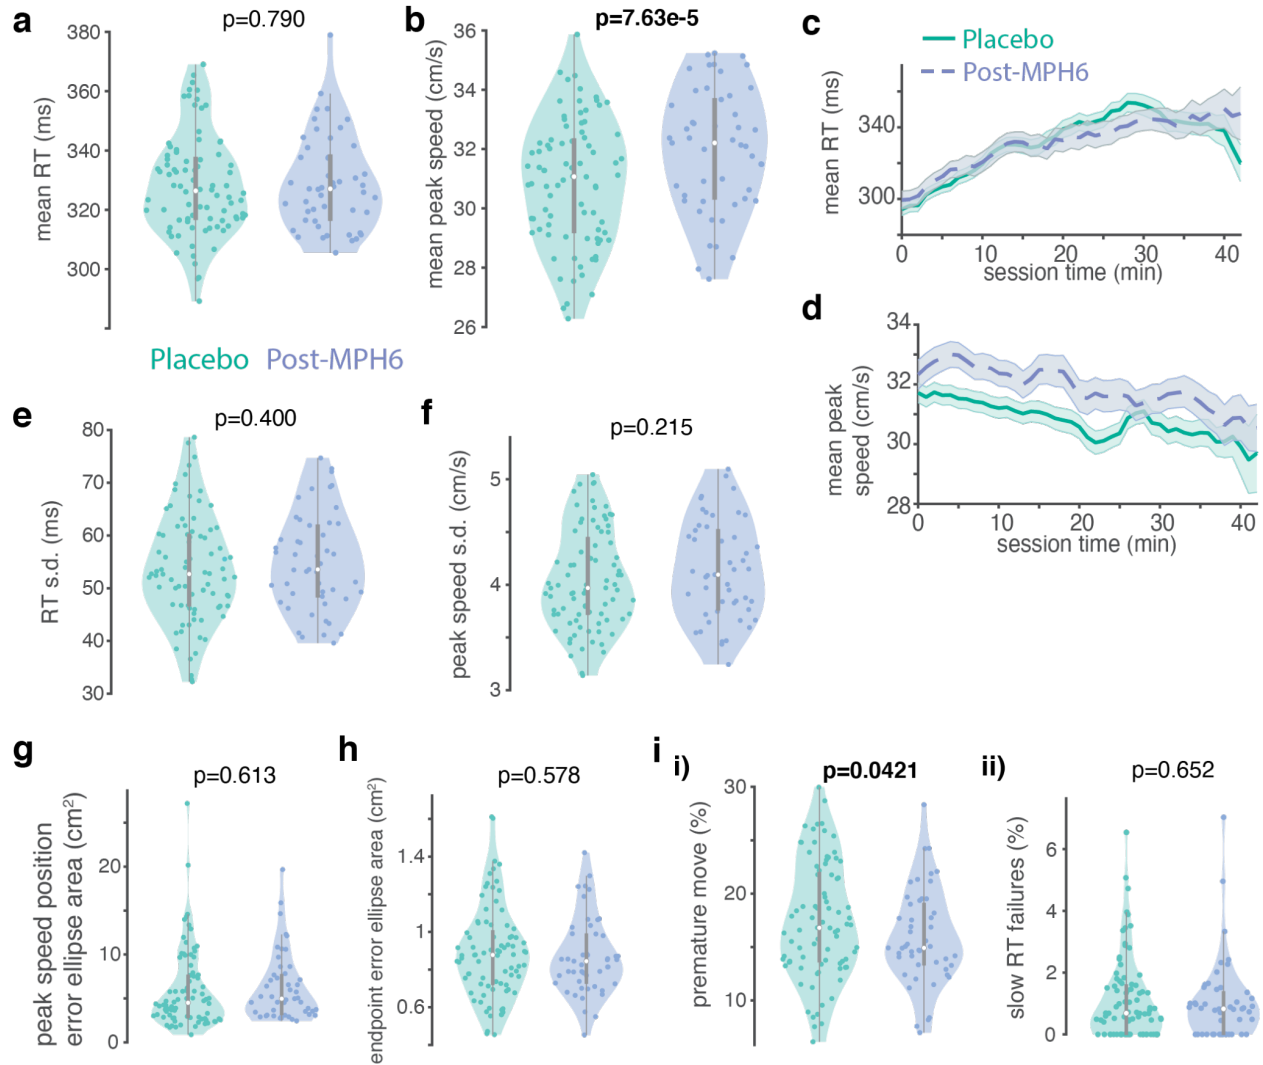 a
p=0.790
mean RT (ms)
380
360
340
320
300
b
p=7.63e-5
mean peak speed (cm/s)
36
34
32
30
28
26
c
Placebo
Post-MPH6
mean RT (ms)
340
300
0
10
20
30
40
session time (min)
d
mean peak
speed (cm/s)
34
32
30
28
0
10
20
30
40
session time (min)
Placebo Post-MPH6
e
p=0.400
RT s.d. (ms)
80
70
60
50
40
30
f
p=0.215
peak speed s.d. (cm/s)
5
4
3
g
p=0.613
peak speed position
error ellipse area (cm²)
20
10
0
h
p=0.578
endpoint error ellipse area (cm²)
1.4
1
0.6
i
i)
p=0.0421
premature move (%)
30
20
10
ii)
p=0.652
slow RT failures (%)
6
4
2
0